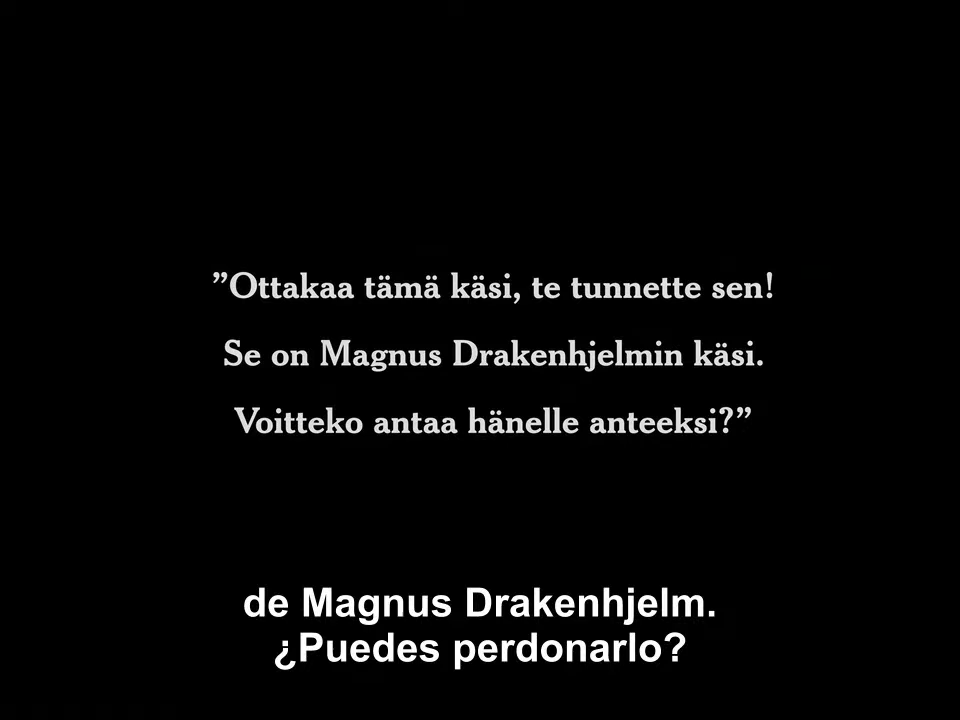 ”Ottakaa tämä käsi, te tunnette sen!
Se on Magnus Drakenhjelmin käsi.
Voitteko antaa hänelle anteeksi?”
de Magnus Drakenhjelm.
¿Puedes perdonarlo?